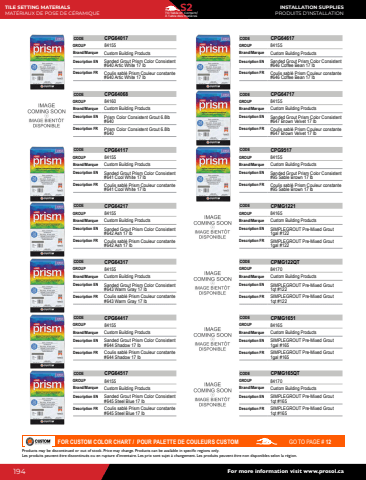 TILE SETTING MATERIALS
MATÉRIAUX DE POSE DE CÉRAMIQUE
S2
INSTALLATION SUPPLIES
PRODUITS D'INSTALLATION
CODE CPG64017
GROUP 84155
Brand/Marque Custom Building Products
Description EN Sanded Grout Prism Color Consistent
#640 Artic White 17 lb
Description FR Coulis sablé Prism Couleur constante
#640 Artic White 17 lb
IMAGE
COMING SOON
-
IMAGE BIENTÔT
DISPONIBLE
CODE CPG64068
GROUP 84160
Brand/Marque Custom Building Products
Description EN Prism Color Consistent Grout 6.8lb
#640
Description FR Prism Color Consistent Grout 6.8lb
#640
prism
CODE CPG64117
GROUP 84155
Brand/Marque Custom Building Products
Description EN Sanded Grout Prism Color Consistent
#641 Cool White 17 lb
Description FR Coulis sablé Prism Couleur constante
#641 Cool White 17 lb
prism
CODE CPG64217
GROUP 84155
Brand/Marque Custom Building Products
Description EN Sanded Grout Prism Color Consistent
#642 Ash 17 lb
Description FR Coulis sablé Prism Couleur constante
#642 Ash 17 lb
prism
CODE CPG64317
GROUP 84155
Brand/Marque Custom Building Products
Description EN Sanded Grout Prism Color Consistent
#643 Warm Gray 17 lb
Description FR Coulis sablé Prism Couleur constante
#643 Warm Gray 17 lb
prism
CODE CPG64417
GROUP 84155
Brand/Marque Custom Building Products
Description EN Sanded Grout Prism Color Consistent
#644 Shadow 17 lb
Description FR Coulis sablé Prism Couleur constante
#644 Shadow 17 lb
prism
CODE CPG64517
GROUP 84155
Brand/Marque Custom Building Products
Description EN Sanded Grout Prism Color Consistent
#645 Steel Blue 17 lb
Description FR Coulis sablé Prism Couleur constante
#645 Steel Blue 17 lb
prism
CODE CPG64617
GROUP 84155
Brand/Marque Custom Building Products
Description EN Sanded Grout Prism Color Consistent
#646 Coffee Bean 17 lb
Description FR Coulis sablé Prism Couleur constante
#646 Coffee Bean 17 lb
prism
CODE CPG64717
GROUP 84155
Brand/Marque Custom Building Products
Description EN Sanded Grout Prism Color Consistent
#647 Brown Velvet 17 lb
Description FR Coulis sablé Prism Couleur constante
#647 Brown Velvet 17 lb
prism
CODE CPG9517
GROUP 84155
Brand/Marque Custom Building Products
Description EN Sanded Grout Prism Color Consistent
#95 Sable Brown 17 lb
Description FR Coulis sablé Prism Couleur constante
#95 Sable Brown 17 lb
IMAGE
COMING SOON
-
IMAGE BIENTÔT
DISPONIBLE
CODE CPMG1221
GROUP 84165
Brand/Marque Custom Building Products
Description EN SIMPLEGROUT Pre-Mixed Grout
1gal #122
Description FR SIMPLEGROUT Pre-Mixed Grout
1gal #122
IMAGE
COMING SOON
-
IMAGE BIENTÔT
DISPONIBLE
CODE CPMG122QT
GROUP 84170
Brand/Marque Custom Building Products
Description EN SIMPLEGROUT Pre-Mixed Grout
1qt #122
Description FR SIMPLEGROUT Pre-Mixed Grout
1qt #122
IMAGE
COMING SOON
-
IMAGE BIENTÔT
DISPONIBLE
CODE CPMG1651
GROUP 84165
Brand/Marque Custom Building Products
Description EN SIMPLEGROUT Pre-Mixed Grout
1gal #165
Description FR SIMPLEGROUT Pre-Mixed Grout
1gal #165
IMAGE
COMING SOON
-
IMAGE BIENTÔT
DISPONIBLE
CODE CPMG165QT
GROUP 84170
Brand/Marque Custom Building Products
Description EN SIMPLEGROUT Pre-Mixed Grout
1qt #165
Description FR SIMPLEGROUT Pre-Mixed Grout
1qt #165
CUSTOM FOR CUSTOM COLOR CHART / POUR PALETTE DE COULEURS CUSTOM GO TO PAGE # 12
Products may be discontinued or out of stock. Price may change. Products can be available in specific regions only.
Les produits peuvent être discontinués ou en rupture d'inventaire. Les prix sont sujet à changement. Les produits peuvent être non disponibles selon la région.
194
For more information visit www.prosol.ca